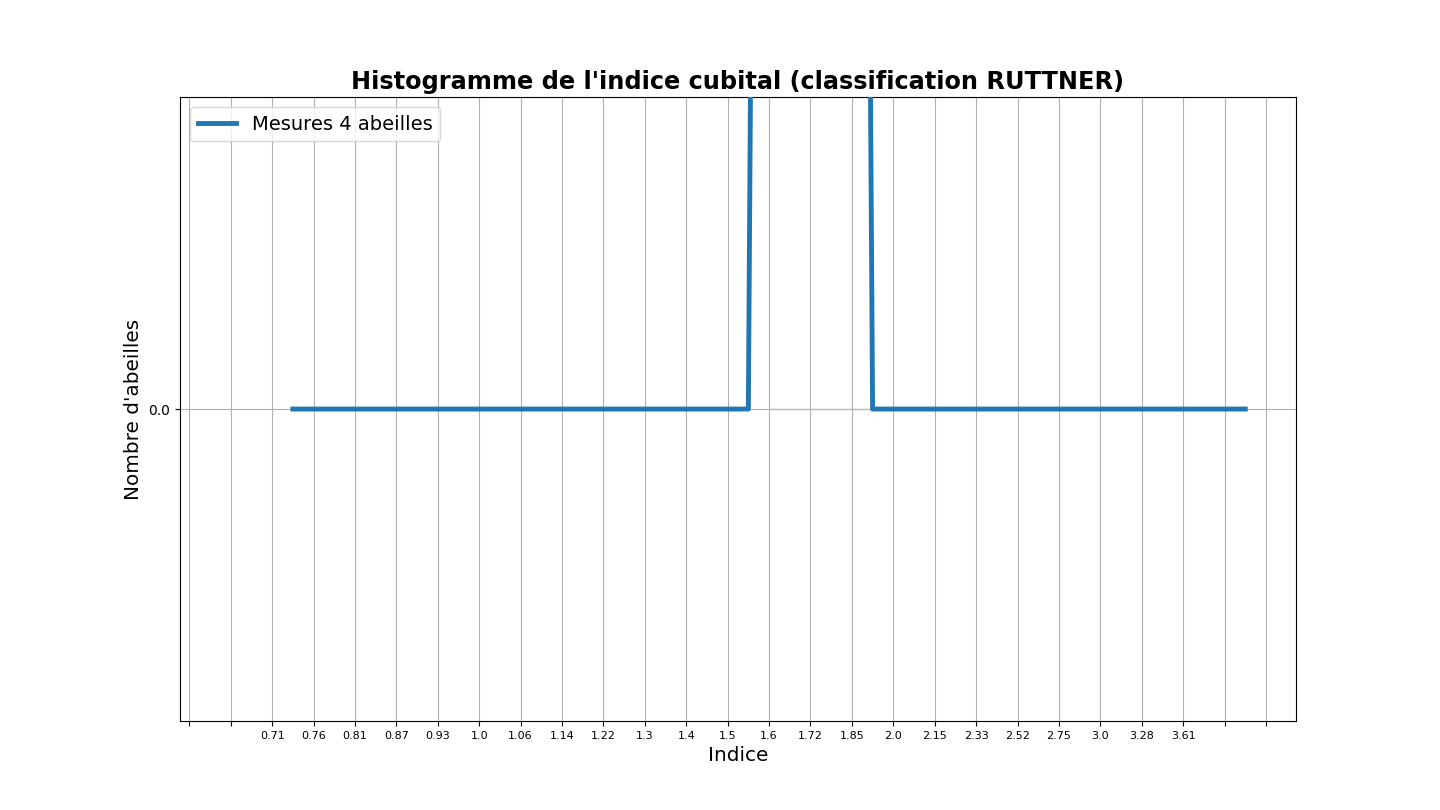 Histogramme de l'indice cubital (classification RUTTNER)
Mesures 4 abeilles
Nombre d'abeilles
0.0
0.71 0.76 0.81 0.87 0.93 1.0 1.06 1.14 1.22 1.3 1.4 1.5 1.6 1.72 1.85 2.0 2.15 2.33 2.52 2.75 3.0 3.28 3.61
Indice